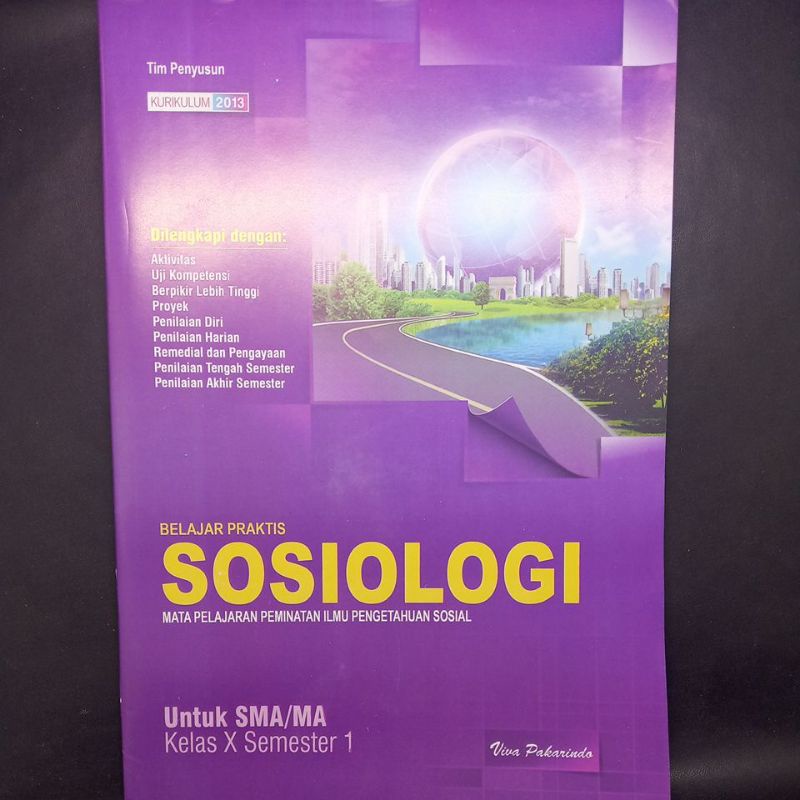 Tim Penyusun
KURIKULUM 2013
Dilengkapi dengan:
Aktivitas
Uji Kompetensi
Berpikir Lebih Tinggi
Proyek
Penilaian Diri
Penilaian Harian
Remedial dan Pengayaan
Penilaian Tengah Semester
Penilaian Akhir Semester
BELAJAR PRAKTIS
SOSIOLOGI
MATA PELAJARAN PEMINATAN ILMU PENGETAHUAN SOSIAL
Untuk SMA/MA
Kelas X Semester 1
Viva Pakarindo